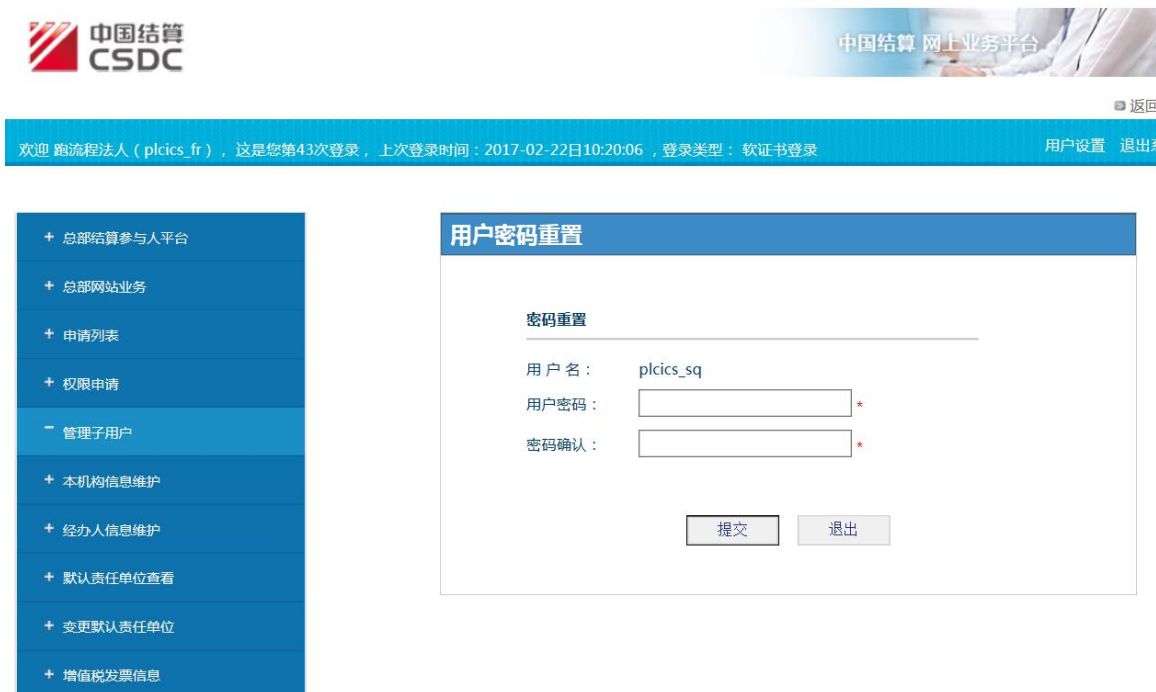 中国结算
CSDC
中国结算 网上业务平台
返回
欢迎 跑流程法人 ( plcics_fr ) ，这是您第43次登录，上次登录时间：2017-02-22日10:20:06 ，登录类型： 软证书登录
用户设置 退出
+ 总部结算参与人平台
+ 总部网站业务
+ 申请列表
+ 权限申请
- 管理子用户
+ 本机构信息维护
+ 经办人信息维护
+ 默认责任单位查看
+ 变更默认责任单位
+ 增值税发票信息
用户密码重置
密码重置
用 户 名： plcics_sq
用户密码： *
密码确认： *
提交 退出